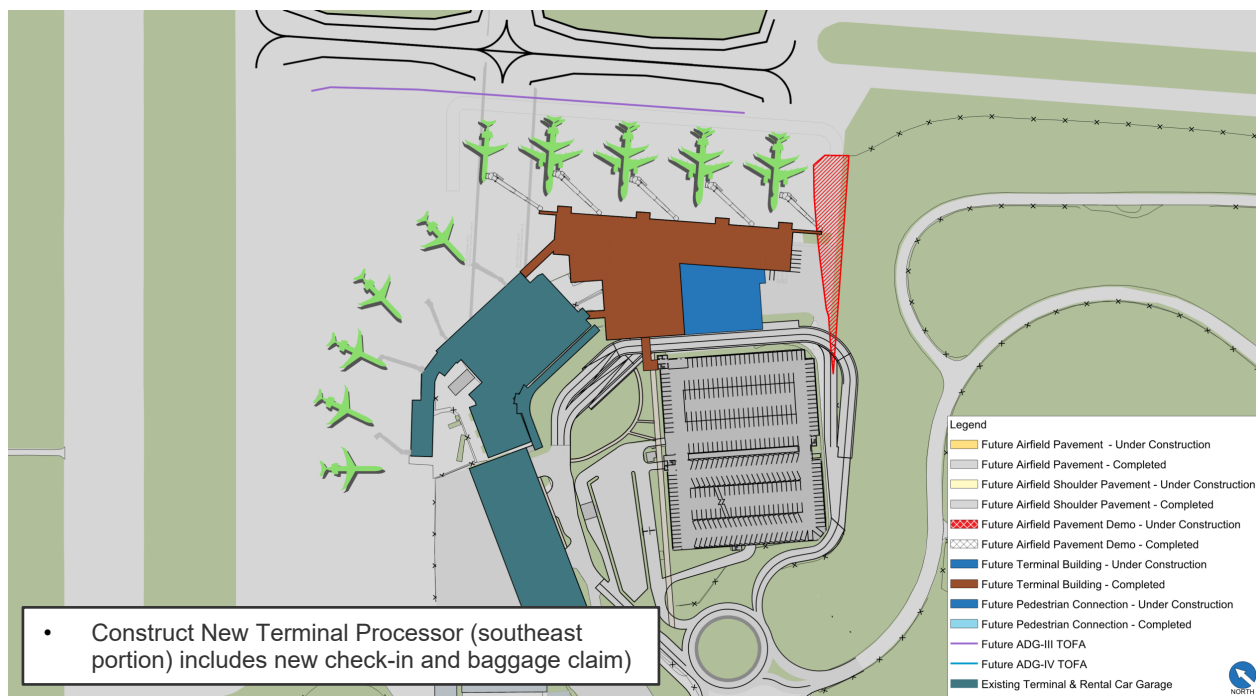 Legend
Future Airfield Pavement - Under Construction
Future Airfield Pavement - Completed
Future Airfield Shoulder Pavement - Under Construction
Future Airfield Shoulder Pavement - Completed
Future Airfield Pavement Demo - Under Construction
Future Airfield Pavement Demo - Completed
Future Terminal Building - Under Construction
Future Terminal Building - Completed
Future Pedestrian Connection - Under Construction
Future Pedestrian Connection - Completed
Future ADG-III TOFA
Future ADG-IV TOFA
Existing Terminal & Rental Car Garage
• Construct New Terminal Processor (southeast
portion) includes new check-in and baggage claim)
NORTH